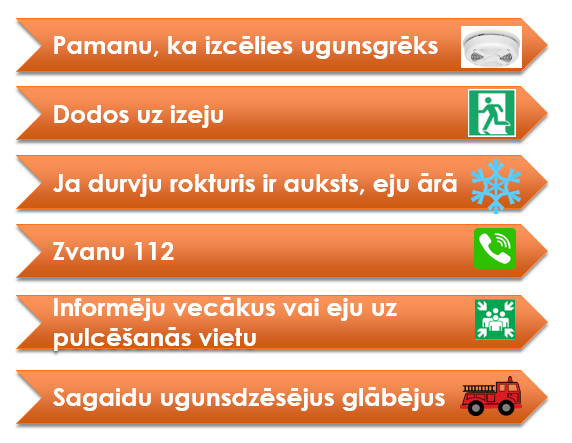 Pamanu, ka izcēlies ugunsgrēks
Dodos uz izeju
Ja durvju rokturis ir auksts, eju ārā
Zvanu 112
Informēju vecākus vai eju uz
pulcēšanās vietu
Sagaidu ugunsdzēsējus glābējus